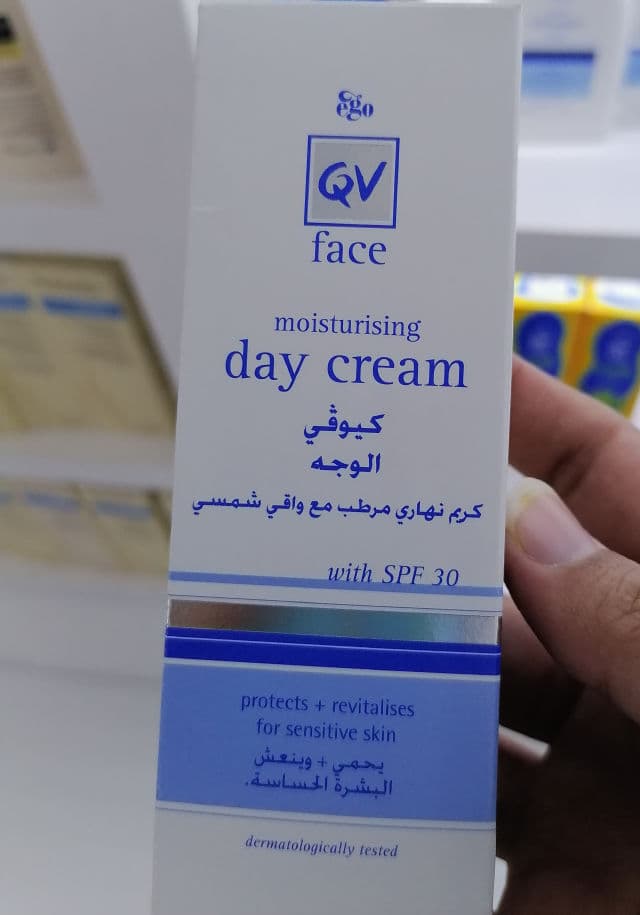 ego
QV
face
moisturising
day cream
كيوڤي
الوجه
كريم نهاري مرطب مع واقي شمسي
with SPF 30
protects + revitalises
for sensitive skin
يحمي + وينعش
البشرة الحساسة.
dermatologically tested